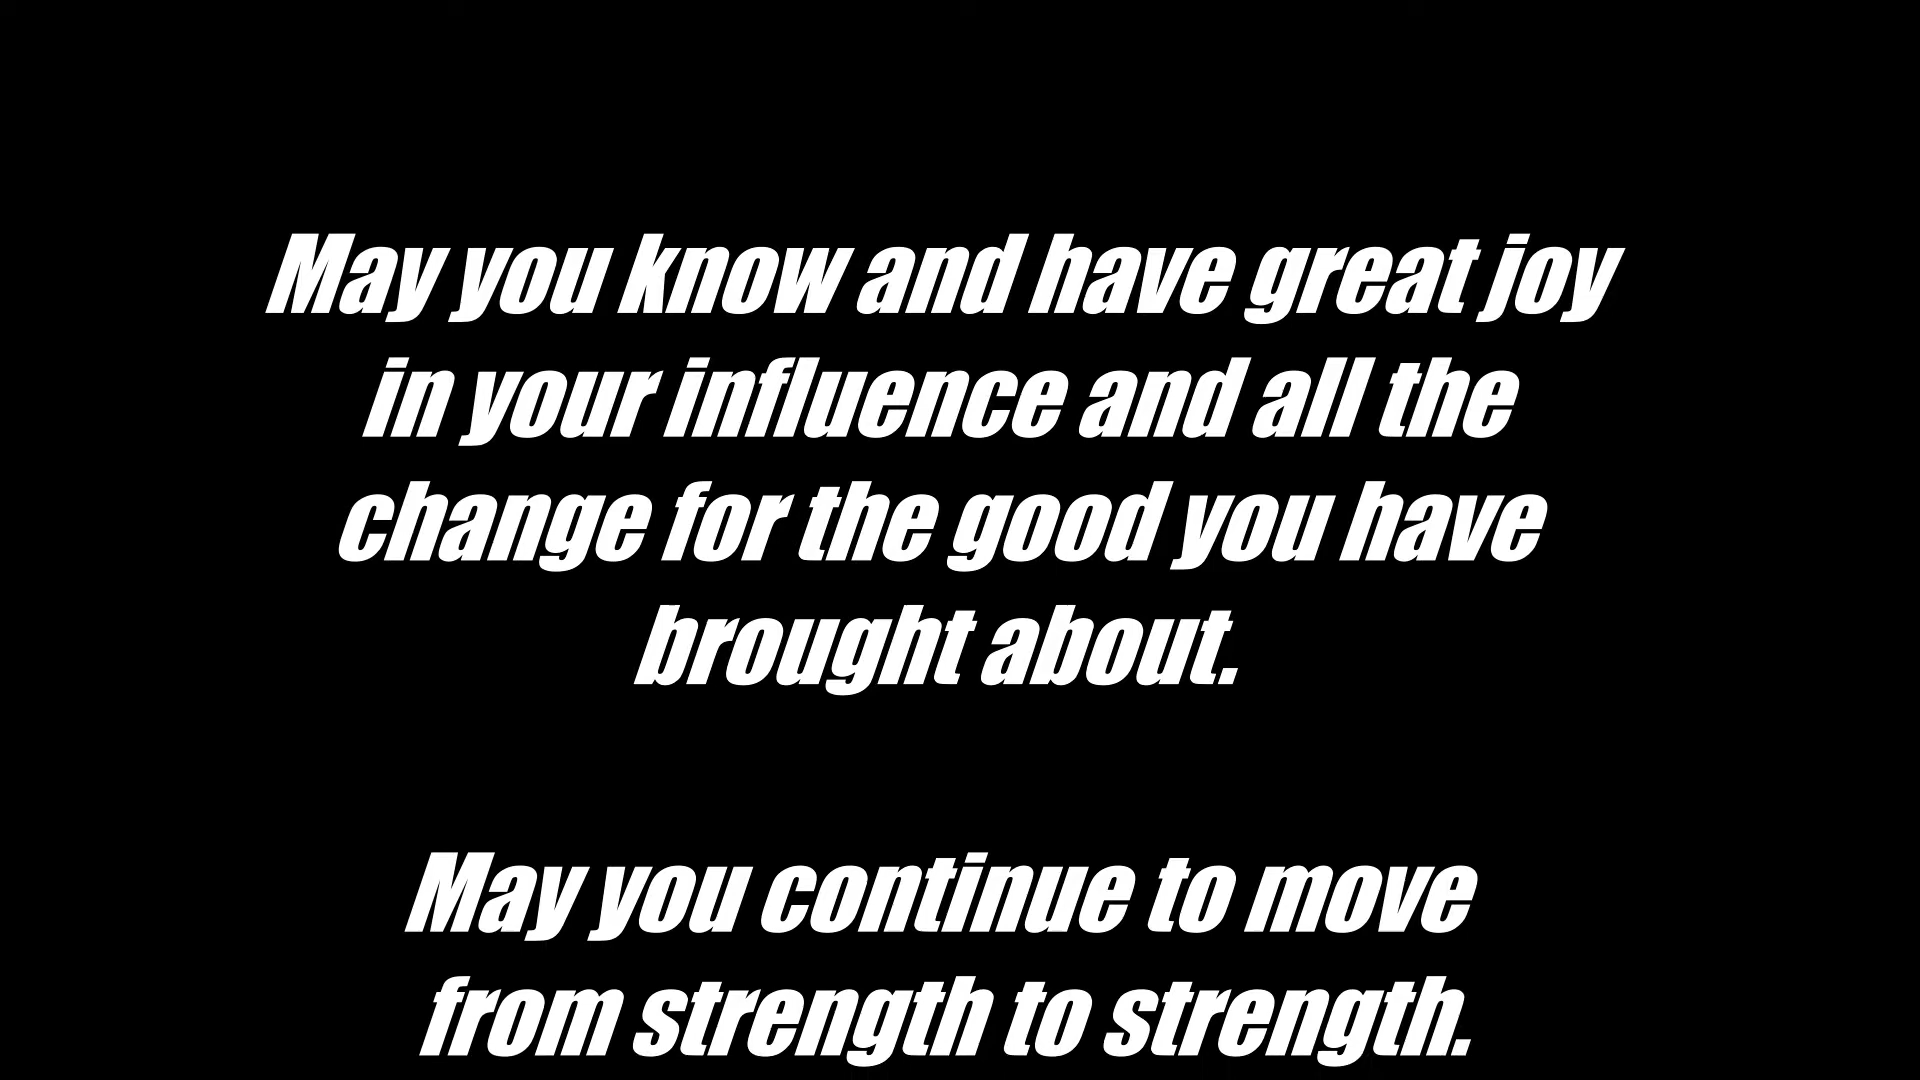 May you know and have great joy
in your influence and all the
change for the good you have
brought about.
May you continue to move
from strength to strength.